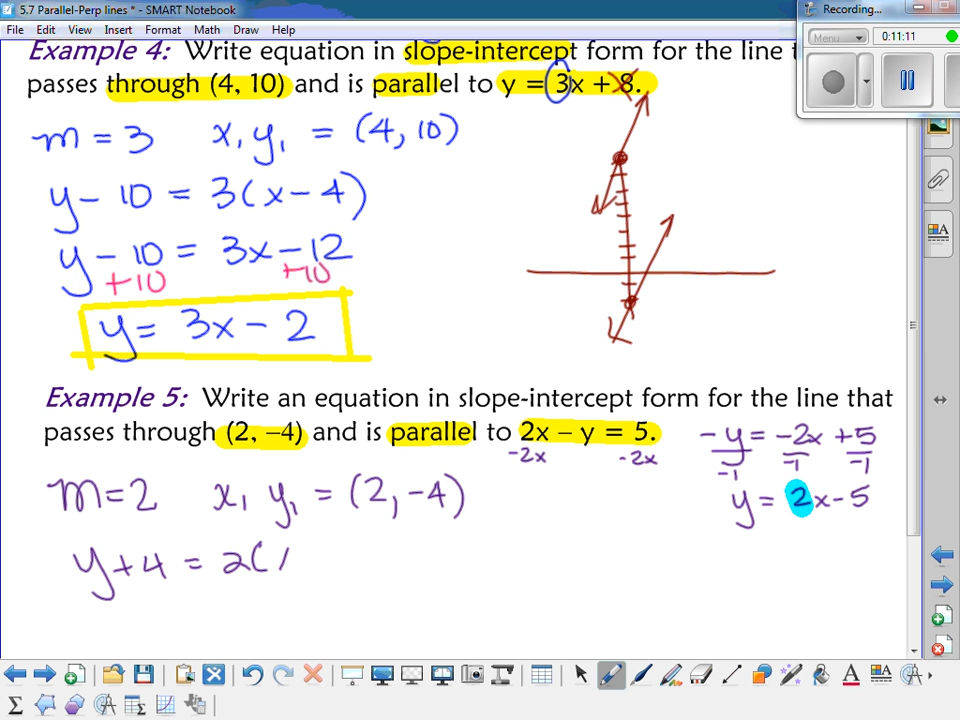 5.7 Parallel-Perp lines * - SMART Notebook
File Edit View Insert Format Math Draw Help
Recording...
Menu
0:11:11
Example 4: Write equation in slope-intercept form for the line
passes through (4, 10) and is parallel to y = 3x + 8.
m = 3 x, y₁ = (4, 10)
y - 10 = 3(x - 4)
y - 10 = 3x - 12
+10 +10
y = 3x - 2
Example 5: Write an equation in slope-intercept form for the line that
passes through (2, –4) and is parallel to 2x – y = 5.
-2x -2x
-y = -2x +5
-1 -1 -1
y = 2x - 5
m = 2 x₁ y₁ = (2, -4)
y + 4 = 2(